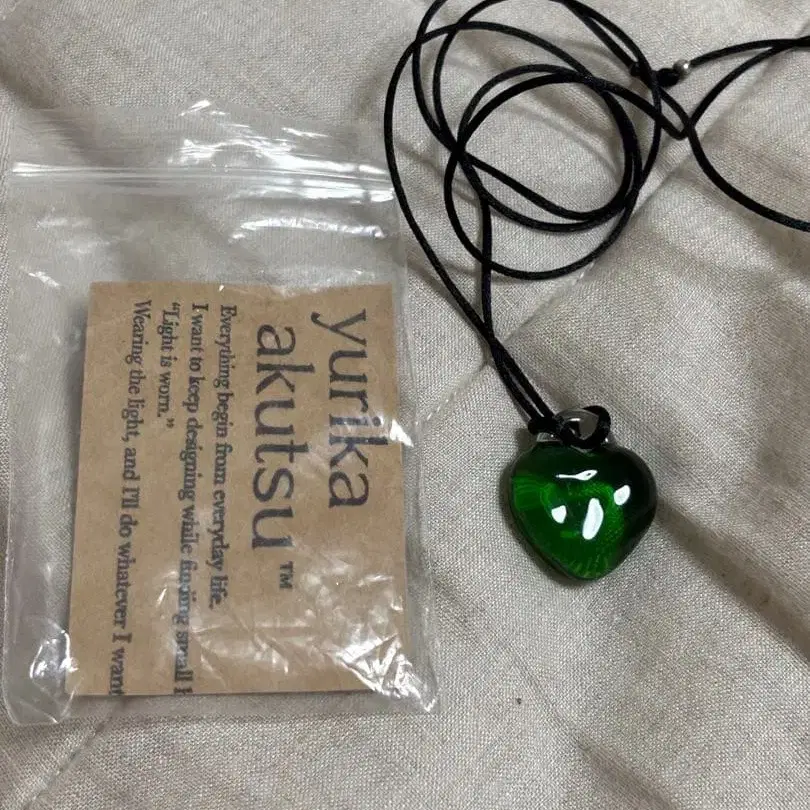 yurika
akutsu™
Everything begin from everyday life.
I want to keep designing while finding small
“Light is worn.”
Wearing the light, and I'll do whatever I want